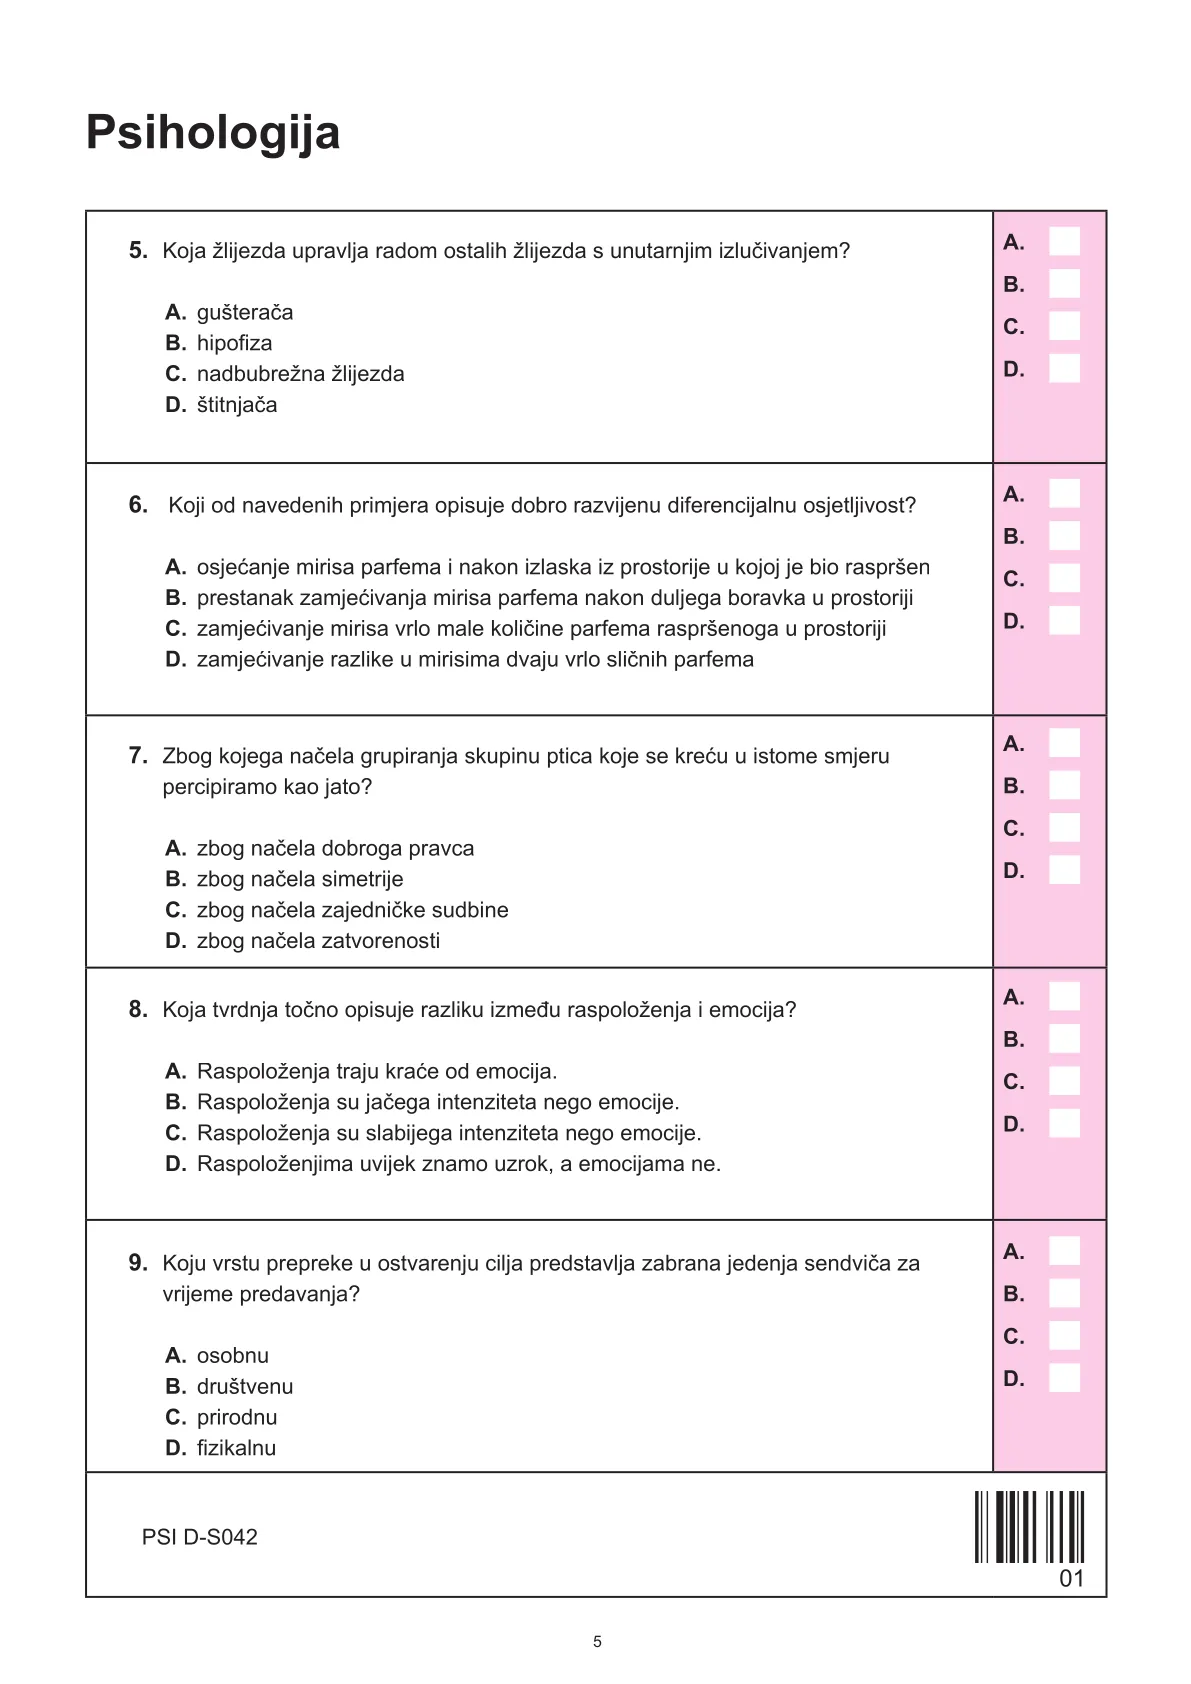 Psihologija
5. Koja žlijezda upravlja radom ostalih žlijezda s unutarnjim izlučivanjem?
A. gušterača
B. hipofiza
C. nadbubrežna žlijezda
D. štitnjača
A.
B.
C.
D.
6. Koji od navedenih primjera opisuje dobro razvijenu diferencijalnu osjetljivost?
A. osjećanje mirisa parfema i nakon izlaska iz prostorije u kojoj je bio raspršen
B. prestanak zamjećivanja mirisa parfema nakon duljega boravka u prostoriji
C. zamjećivanje mirisa vrlo male količine parfema raspršenoga u prostoriji
D. zamjećivanje razlike u mirisima dvaju vrlo sličnih parfema
A.
B.
C.
D.
7. Zbog kojega načela grupiranja skupinu ptica koje se kreću u istome smjeru
percipiramo kao jato?
A. zbog načela dobroga pravca
B. zbog načela simetrije
C. zbog načela zajedničke sudbine
D. zbog načela zatvorenosti
A.
B.
C.
D.
8. Koja tvrdnja točno opisuje razliku između raspoloženja i emocija?
A. Raspoloženja traju kraće od emocija.
B. Raspoloženja su jačega intenziteta nego emocije.
C. Raspoloženja su slabijega intenziteta nego emocije.
D. Raspoloženjima uvijek znamo uzrok, a emocijama ne.
A.
B.
C.
D.
9. Koju vrstu prepreke u ostvarenju cilja predstavlja zabrana jedenja sendviča za
vrijeme predavanja?
A. osobnu
B. društvenu
C. prirodnu
D. fizikalnu
A.
B.
C.
D.
PSI D-S042
01
5